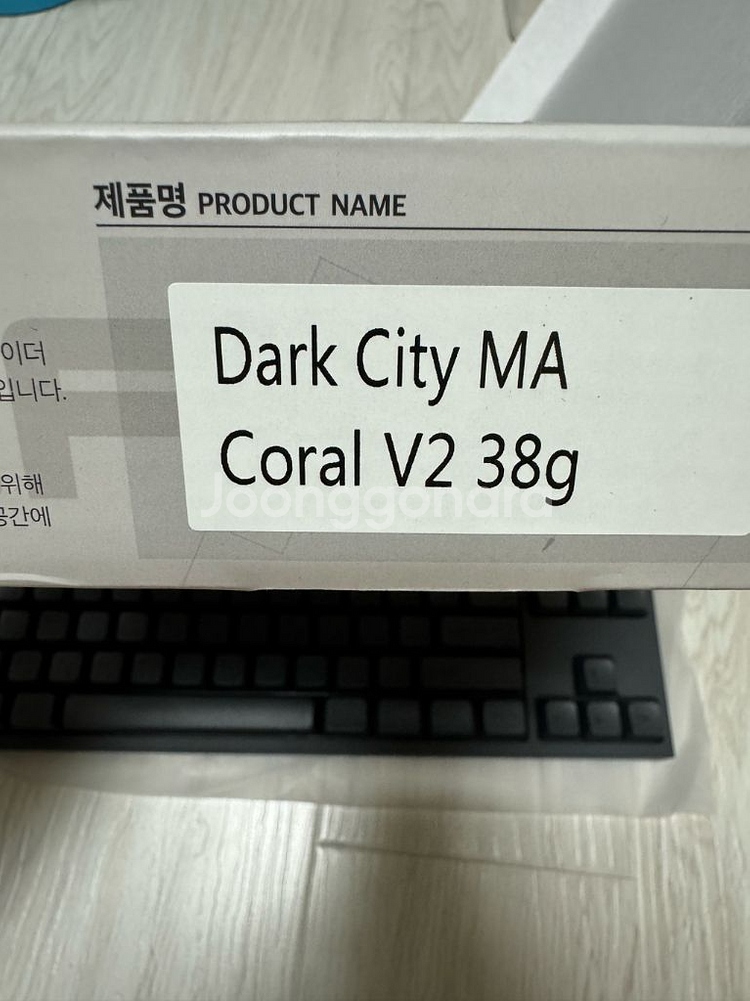 제품명 PRODUCT NAME
Dark City MA
Coral V2 38g
이더
입니다.
위해
공간에
Joonggonara